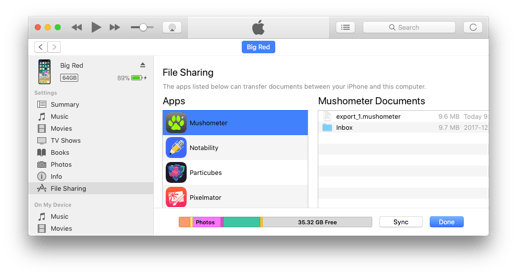 Search
Big Red
Big Red
64GB
89%
Settings
Summary
Music
Movies
TV Shows
Books
Photos
Info
File Sharing
On My Device
Music
Movies
File Sharing
The apps listed below can transfer documents between your iPhone and this computer.
Apps
Mushometer
Notability
Particubes
Pixelmator
Mushometer Documents
export_1.mushometer 9.6 MB Today 9
Inbox 9.7 MB 2017-12
Photos
35.32 GB Free
Sync
Done